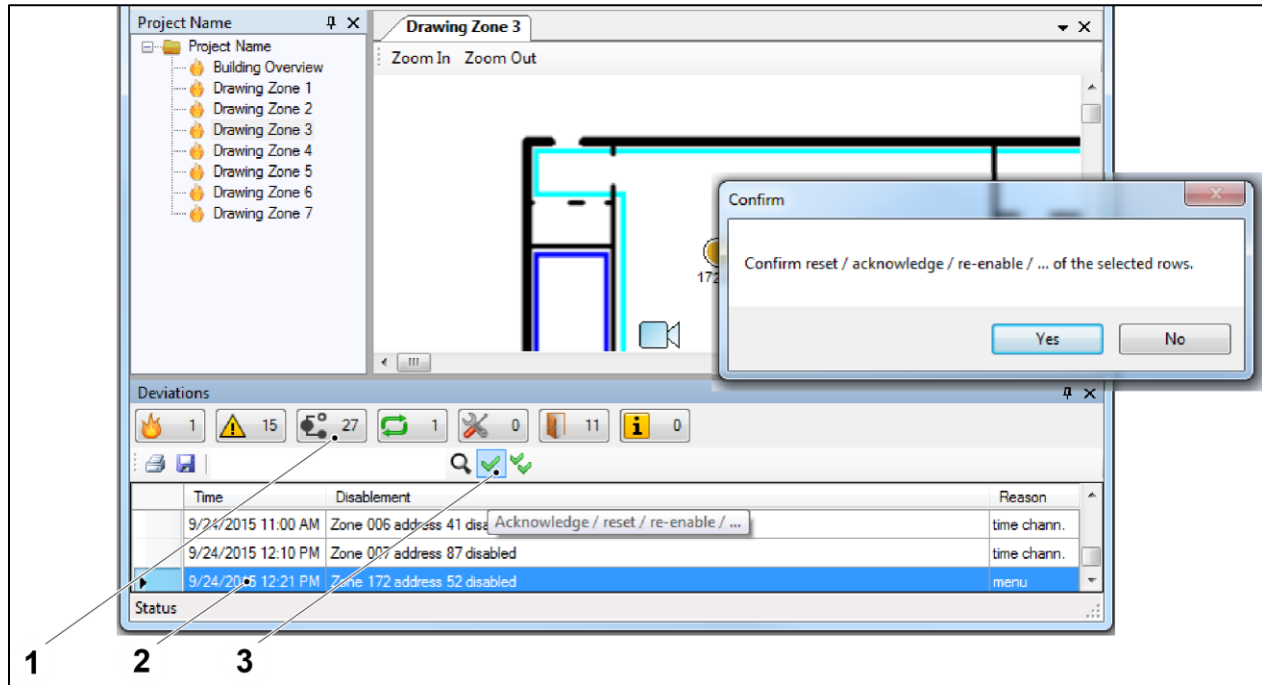 Project Name
Drawing Zone 3
Project Name
Building Overview
Drawing Zone 1
Drawing Zone 2
Drawing Zone 3
Drawing Zone 4
Drawing Zone 5
Drawing Zone 6
Drawing Zone 7
Zoom In Zoom Out
172
Confirm
Confirm reset / acknowledge / re-enable / ... of the selected rows.
Yes No
Deviations
1 15 27 1 0 11 i 0
Time Disablement Reason
9/24/2015 11:00 AM Zone 006 address 41 disa time chann.
Acknowledge / reset / re-enable / ...
9/24/2015 12:10 PM Zone 007 address 87 disabled time chann.
9/24/2015 12:21 PM Zone 172 address 52 disabled menu
Status
1 2 3